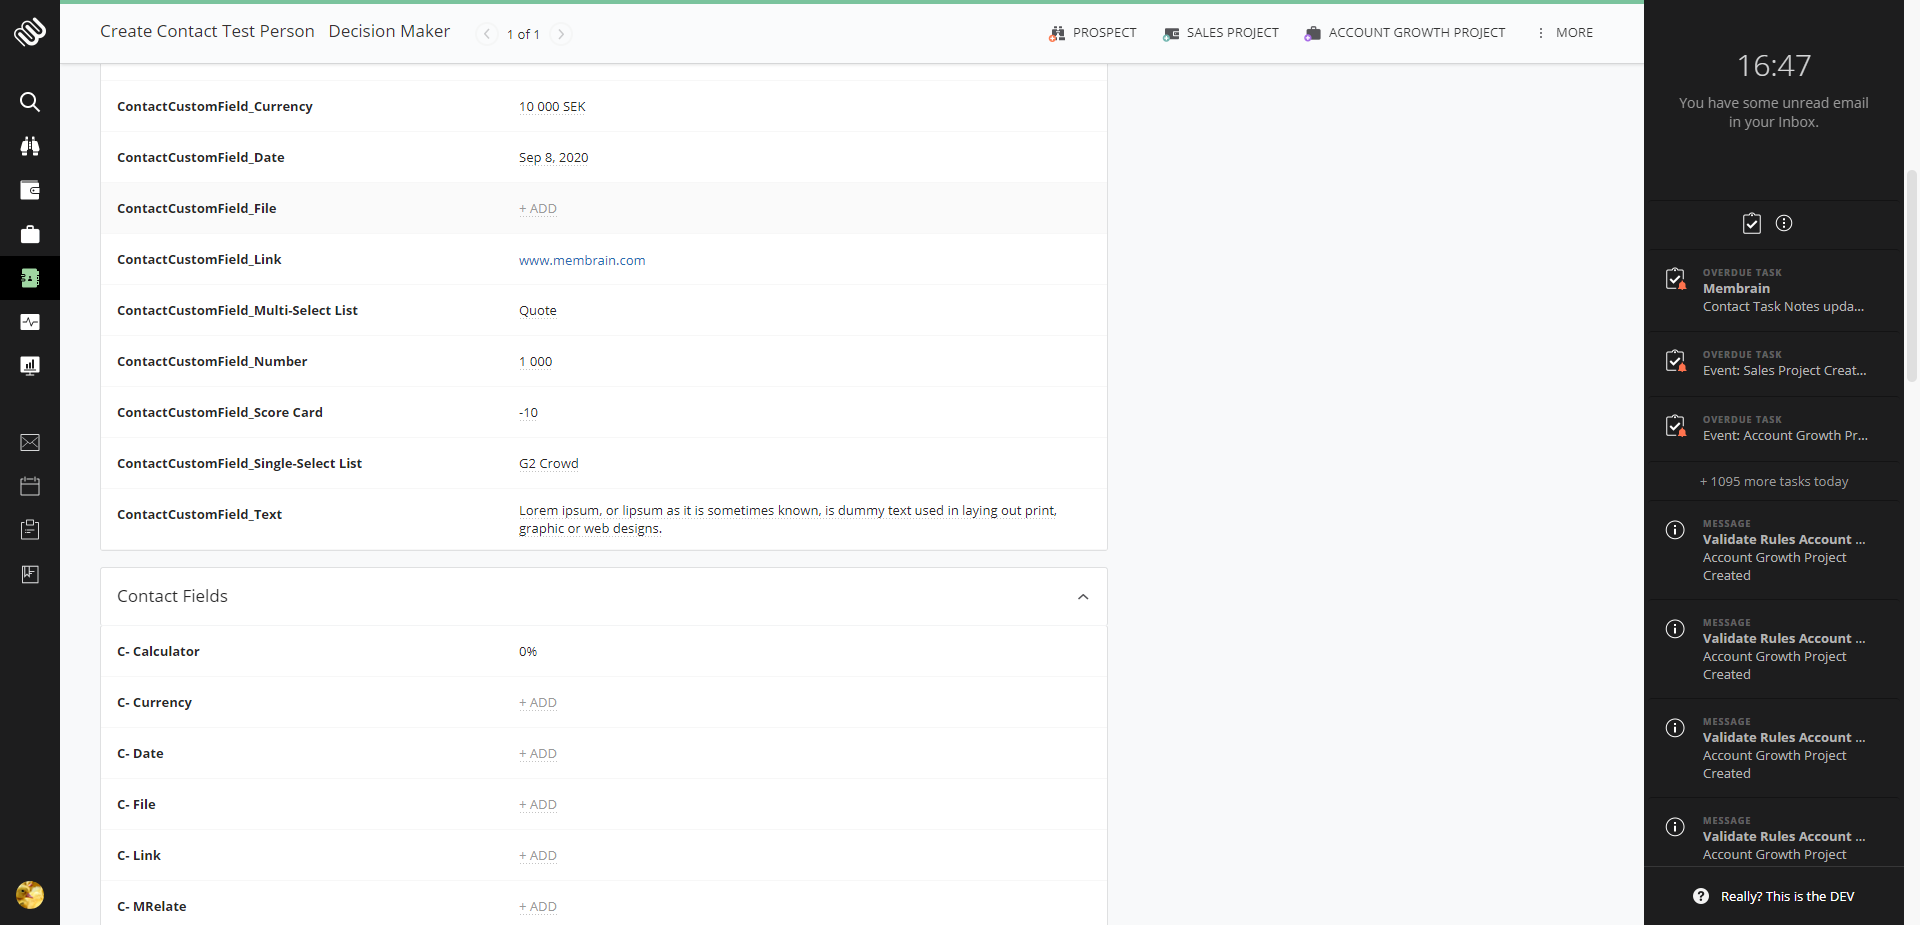 Create Contact Test Person Decision Maker 1 of 1 PROSPECT SALES PROJECT ACCOUNT GROWTH PROJECT MORE
ContactCustomField_Currency 10 000 SEK
ContactCustomField_Date Sep 8, 2020
ContactCustomField_File + ADD
ContactCustomField_Link www.membrain.com
ContactCustomField_Multi-Select List Quote
ContactCustomField_Number 1 000
ContactCustomField_Score Card -10
ContactCustomField_Single-Select List G2 Crowd
ContactCustomField_Text Lorem ipsum, or lipsum as it is sometimes known, is dummy text used in laying out print,
graphic or web designs.
Contact Fields
C- Calculator 0%
C- Currency + ADD
C- Date + ADD
C- File + ADD
C- Link + ADD
C- MRelate + ADD
16:47
You have some unread email
in your Inbox.
OVERDUE TASK
Membrain
Contact Task Notes upda...
OVERDUE TASK
Event: Sales Project Creat...
OVERDUE TASK
Event: Account Growth Pr...
+ 1095 more tasks today
MESSAGE
Validate Rules Account ...
Account Growth Project
Created
MESSAGE
Validate Rules Account ...
Account Growth Project
Created
MESSAGE
Validate Rules Account ...
Account Growth Project
Created
MESSAGE
Validate Rules Account ...
Account Growth Project
Really? This is the DEV